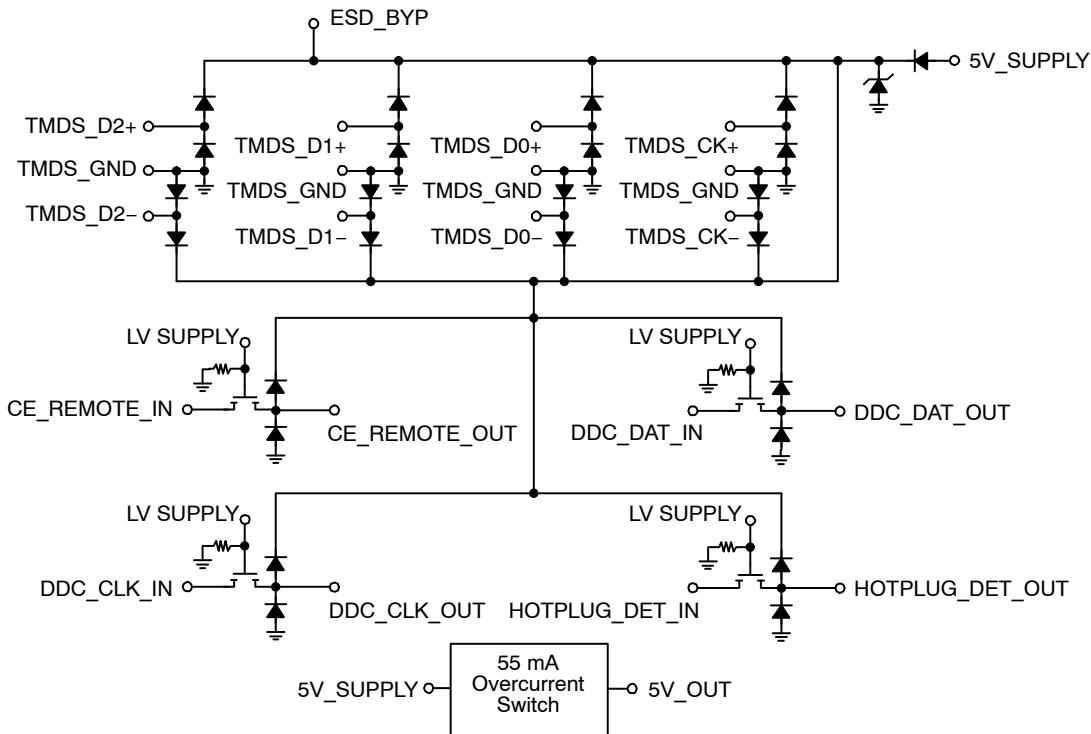 ESD_BYP
5V_SUPPLY
TMDS_D2+
TMDS_D1+
TMDS_D0+
TMDS_CK+
TMDS_GND
TMDS_GND
TMDS_GND
TMDS_GND
TMDS_D2−
TMDS_D1−
TMDS_D0−
TMDS_CK−
LV SUPPLY
LV SUPPLY
CE_REMOTE_IN
CE_REMOTE_OUT
DDC_DAT_IN
DDC_DAT_OUT
LV SUPPLY
LV SUPPLY
DDC_CLK_IN
DDC_CLK_OUT
HOTPLUG_DET_IN
HOTPLUG_DET_OUT
5V_SUPPLY
55 mA
Overcurrent
Switch
5V_OUT